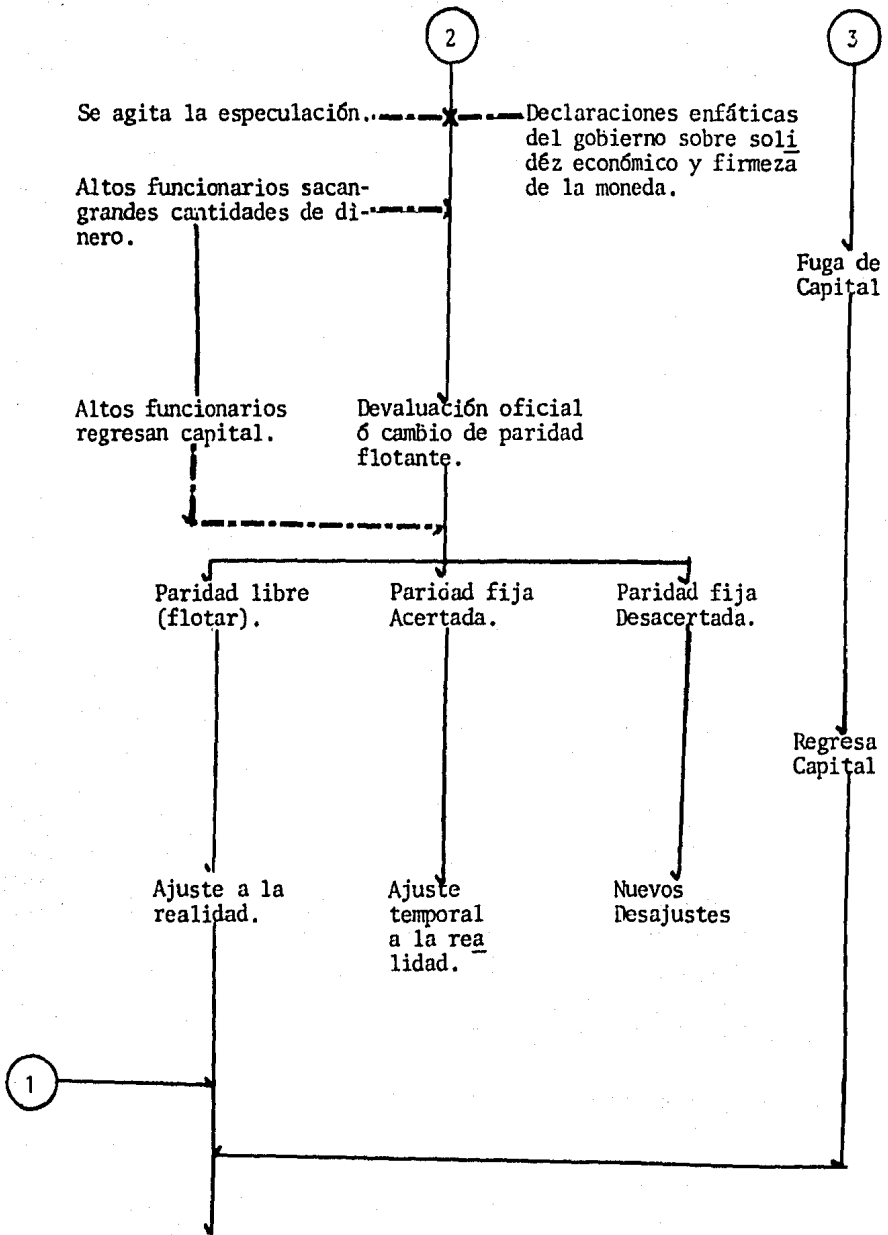 2
3
Se agita la especulación.
Declaraciones enfáticas
del gobierno sobre soli
déz económico y firmeza
de la moneda.
Altos funcionarios sacan-
grandes cantidades de di-
nero.
Fuga de
Capital
Altos funcionarios
regresan capital.
Devaluación oficial
ó cambio de paridad
flotante.
Paridad libre
(flotar).
Paridad fija
Acertada.
Paridad fija
Desacertada.
Regresa
Capital
Ajuste a la
realidad.
Ajuste
temporal
a la rea
lidad.
Nuevos
Desajustes
1